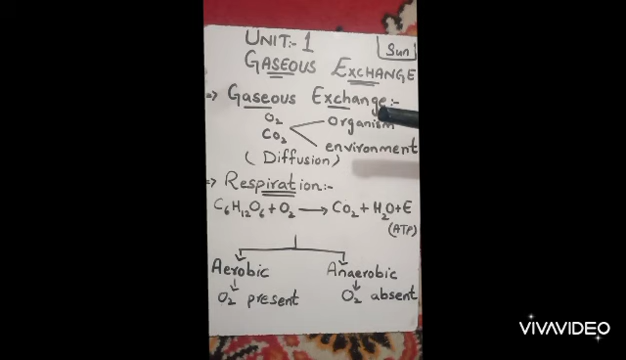 UNIT:- 1
Sun
GASEOUS EXCHANGE
=> Gaseous Exchange:-
O2
Organism
CO2
environment
(Diffusion)
=> Respiration:-
C6H12O6 + O2 → CO2 + H2O + E
(ATP)
Aerobic Anaerobic
O2 present O2 absent
VIVAVIDEO